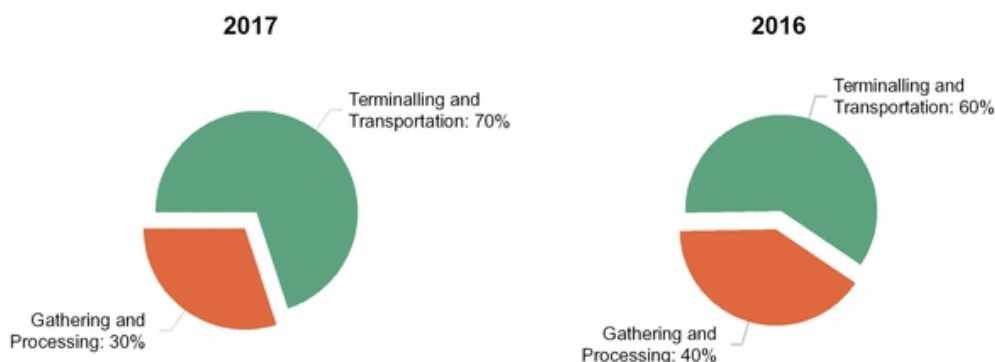 2017
Terminalling and
Transportation: 70%
Gathering and
Processing: 30%
2016
Terminalling and
Transportation: 60%
Gathering and
Processing: 40%